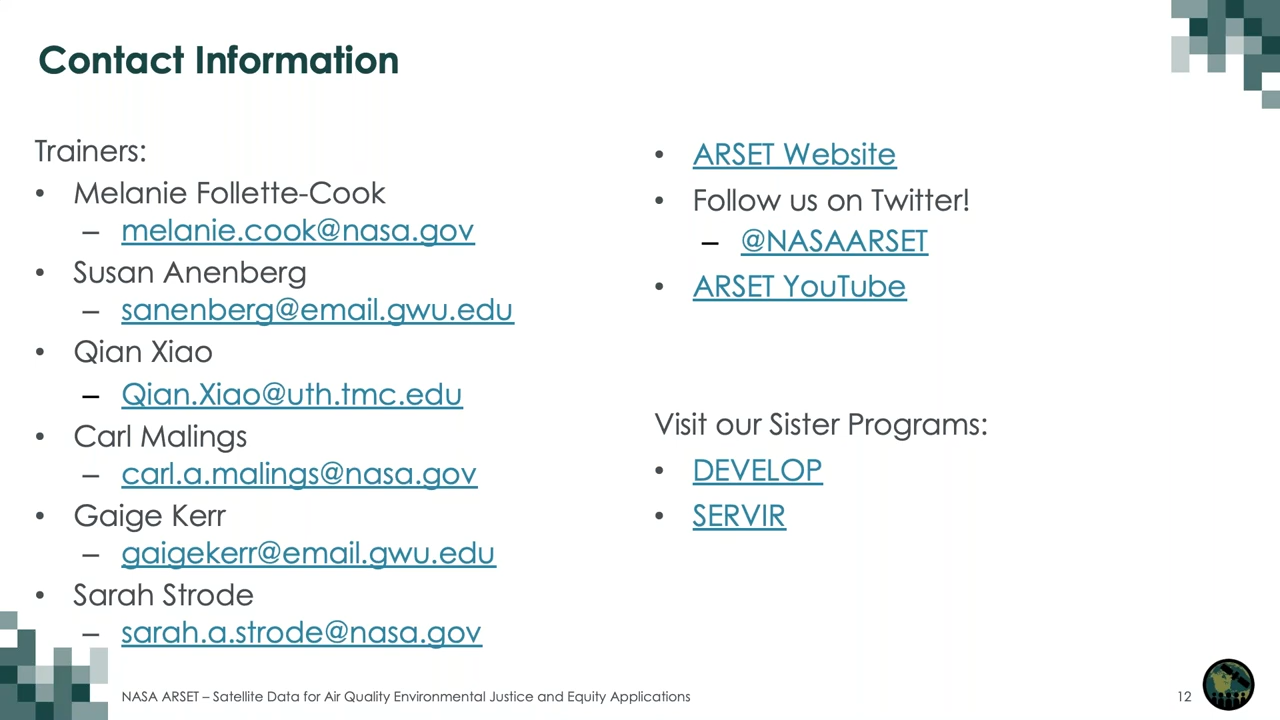 Contact Information
Trainers:
• Melanie Follette-Cook
– melanie.cook@nasa.gov
• Susan Anenberg
– sanenberg@email.gwu.edu
• Qian Xiao
– Qian.Xiao@uth.tmc.edu
• Carl Malings
– carl.a.malings@nasa.gov
• Gaige Kerr
– gaigekerr@email.gwu.edu
• Sarah Strode
– sarah.a.strode@nasa.gov
• ARSET Website
• Follow us on Twitter!
– @NASAARSET
• ARSET YouTube
Visit our Sister Programs:
• DEVELOP
• SERVIR
NASA ARSET – Satellite Data for Air Quality Environmental Justice and Equity Applications
12